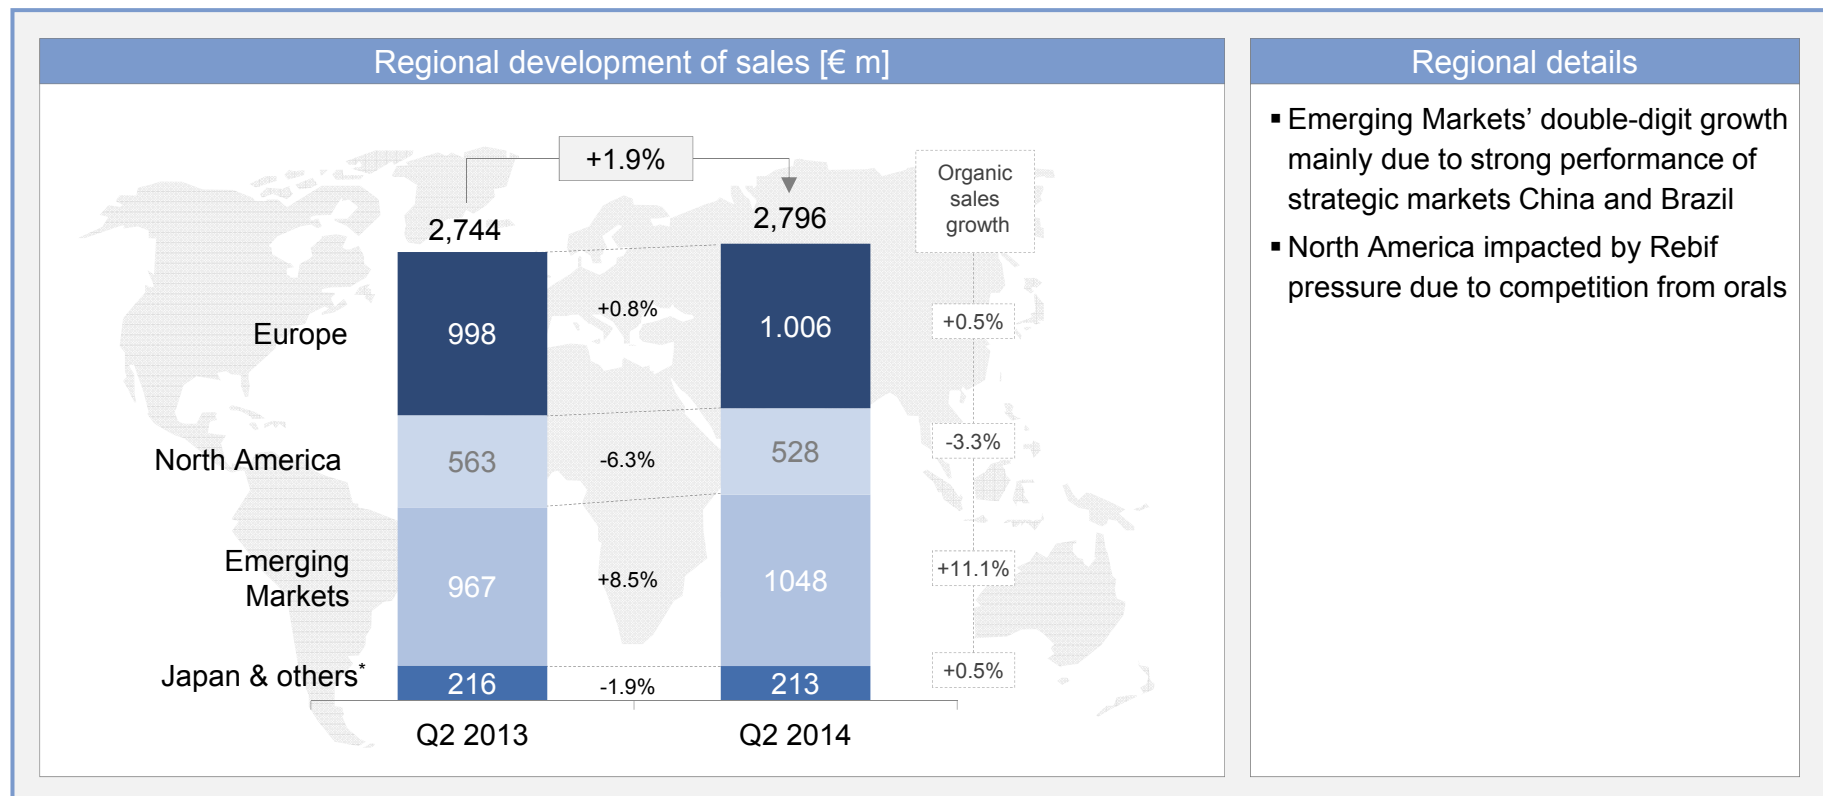 Regional development of sales [€ m]
+1.9%
2,744
2,796
Organic
sales
growth
Europe
998
+0.8%
1.006
+0.5%
North America
563
-6.3%
528
-3.3%
Emerging
Markets
967
+8.5%
1048
+11.1%
Japan & others*
216
-1.9%
213
+0.5%
Q2 2013
Q2 2014
Regional details
▪ Emerging Markets’ double-digit growth
mainly due to strong performance of
strategic markets China and Brazil
▪ North America impacted by Rebif
pressure due to competition from orals